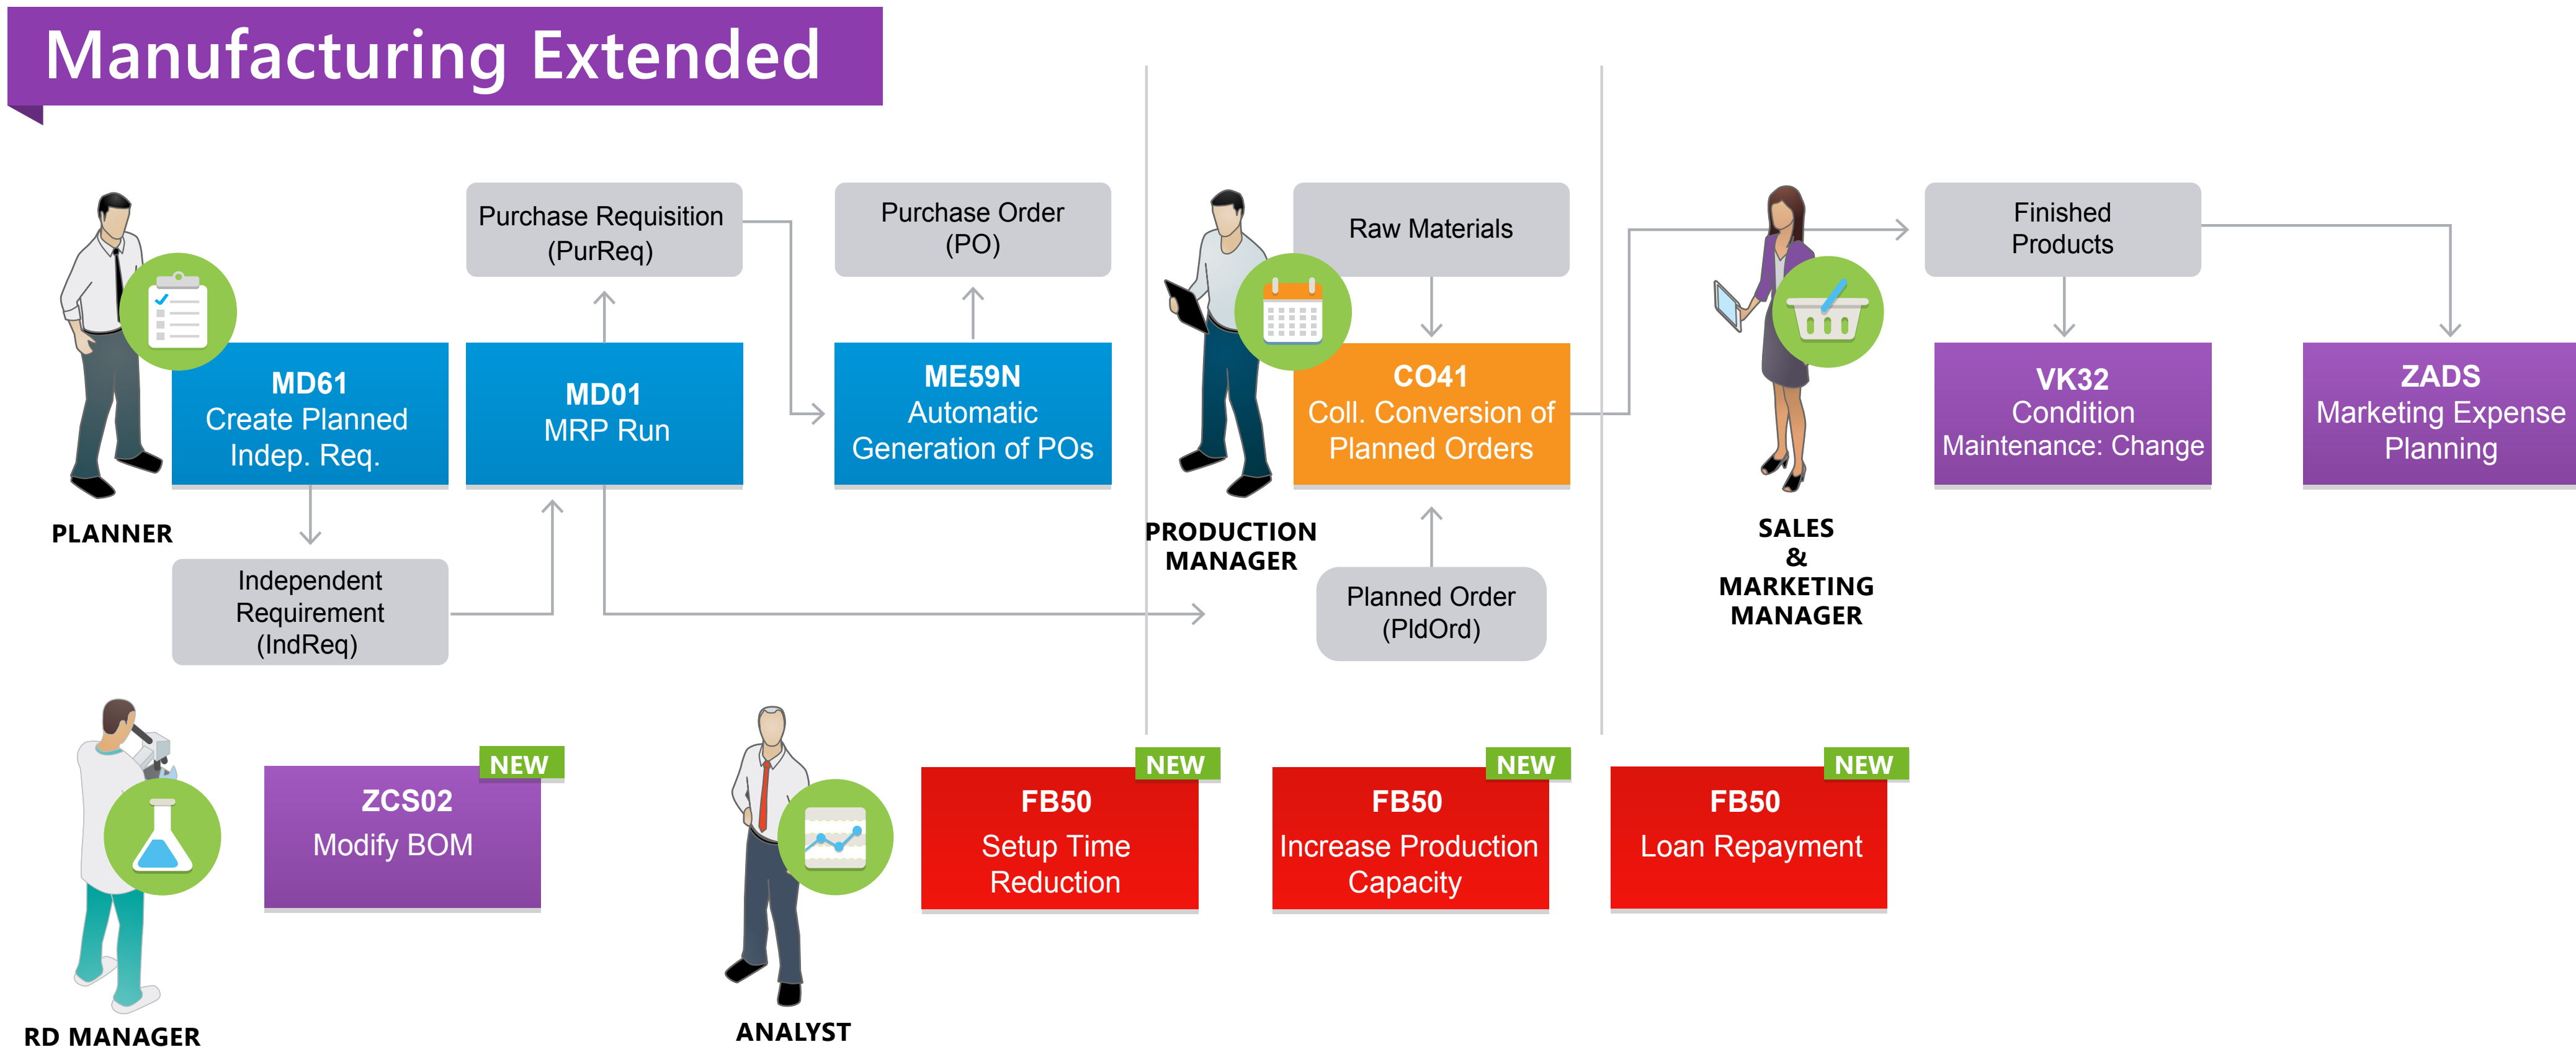 Manufacturing Extended
Purchase Requisition
(PurReq)
Purchase Order
(PO)
Raw Materials
Finished
Products
MD61
Create Planned
Indep. Req.
MD01
MRP Run
ME59N
Automatic
Generation of POs
CO41
Coll. Conversion of
Planned Orders
VK32
Condition
Maintenance: Change
ZADS
Marketing Expense
Planning
PLANNER
PRODUCTION
MANAGER
SALES
&
MARKETING
MANAGER
Independent
Requirement
(IndReq)
Planned Order
(PldOrd)
NEW
ZCS02
Modify BOM
NEW
FB50
Setup Time
Reduction
NEW
FB50
Increase Production
Capacity
NEW
FB50
Loan Repayment
RD MANAGER
ANALYST